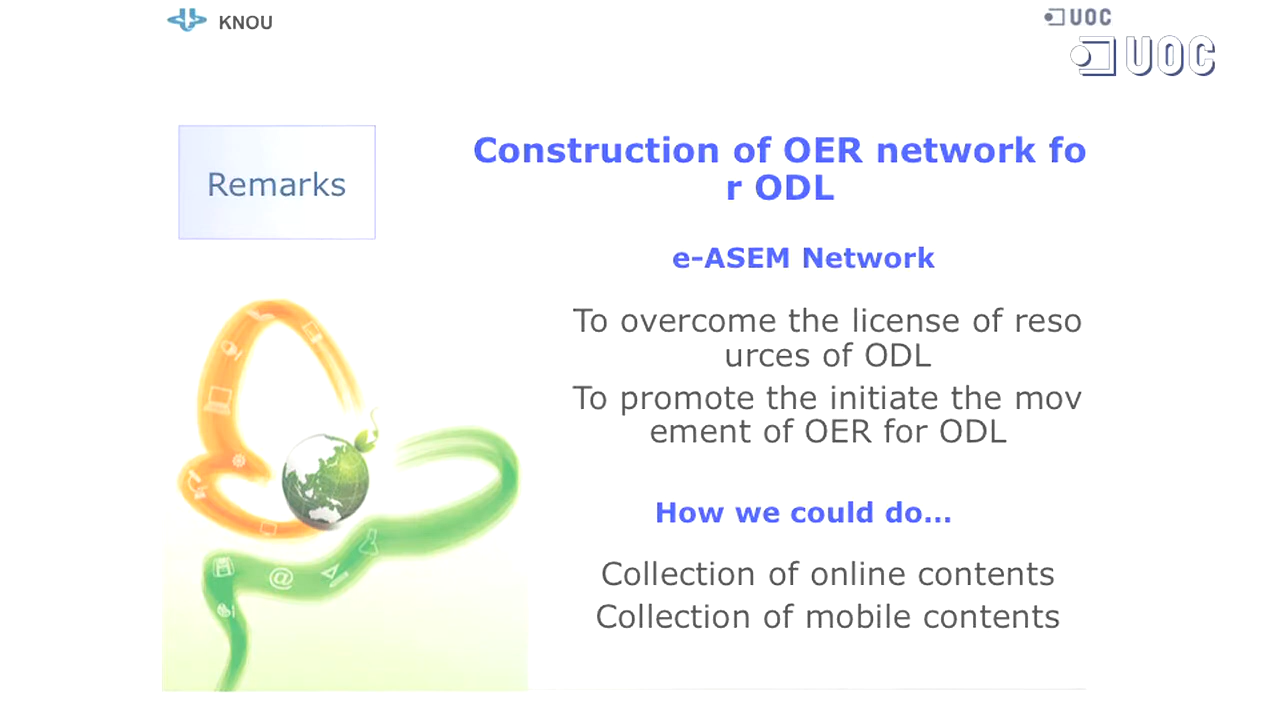 KNOU
UOC
UOC
Remarks
Construction of OER network fo
r ODL
e-ASEM Network
To overcome the license of reso
urces of ODL
To promote the initiate the mov
ement of OER for ODL
How we could do...
Collection of online contents
Collection of mobile contents
@